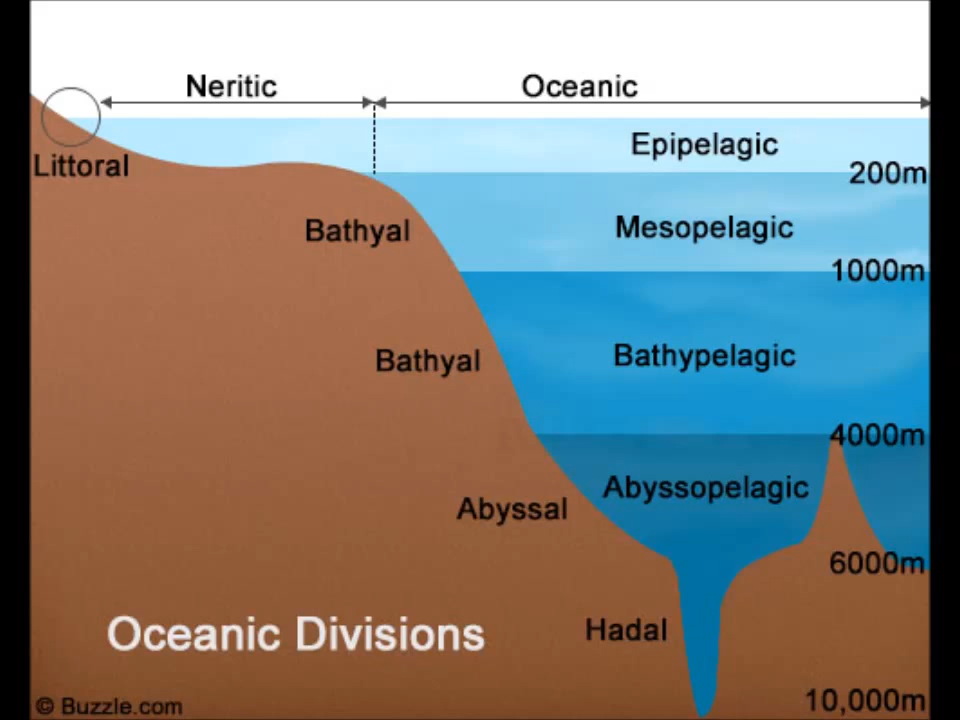 Neritic
Oceanic
Littoral
Epipelagic
200m
Bathyal
Mesopelagic
1000m
Bathyal
Bathypelagic
4000m
Abyssal
Abyssopelagic
6000m
Oceanic Divisions
Hadal
© Buzzle.com
10,000m